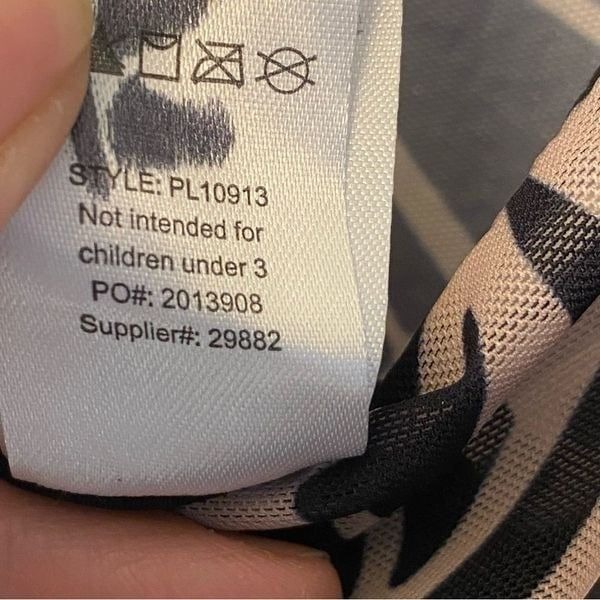 STYLE: PL10913
Not intended for
children under 3
PO#: 2013908
Supplier#: 29882